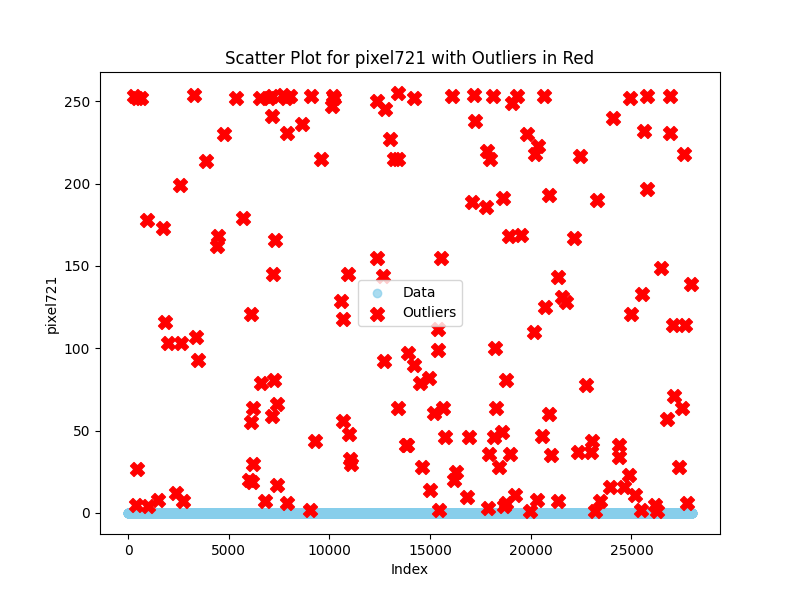 Scatter Plot for pixel721 with Outliers in Red
250
200
150
100
50
0
pixel721
Data
Outliers
0 5000 10000 15000 20000 25000
Index